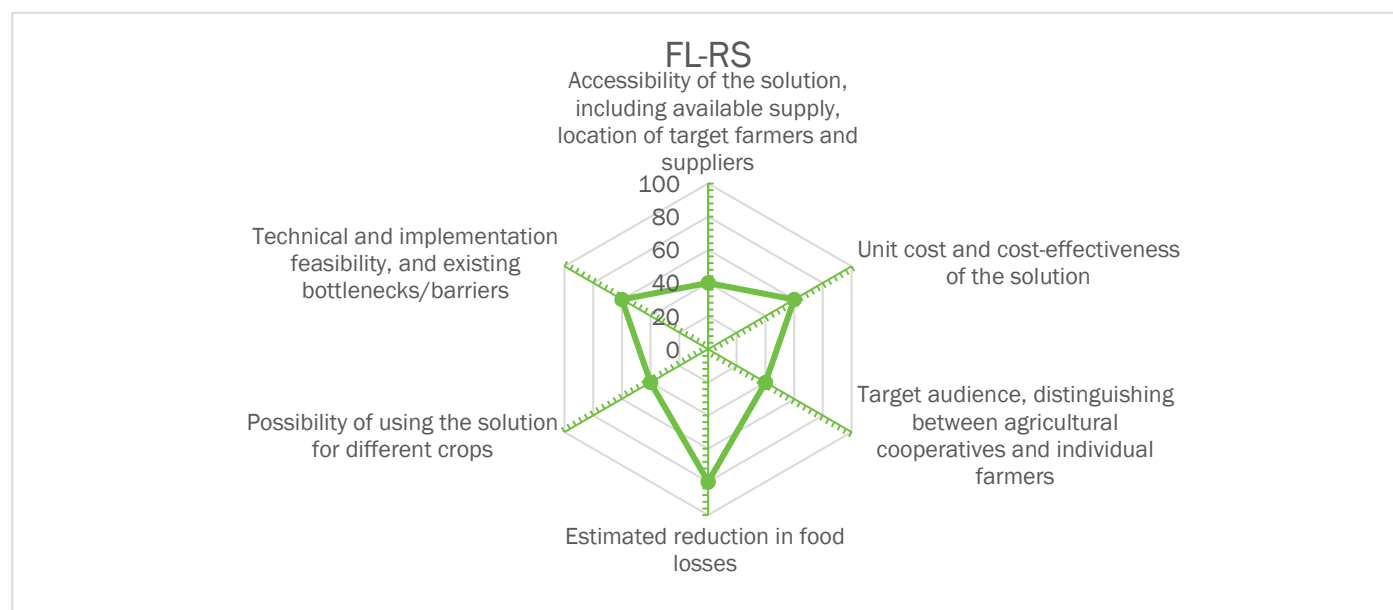 FL-RS
Accessibility of the solution,
including available supply,
location of target farmers and
suppliers
100
80
60
40
20
0
Technical and implementation
feasibility, and existing
bottlenecks/barriers
Unit cost and cost-effectiveness
of the solution
Possibility of using the solution
for different crops
Target audience, distinguishing
between agricultural
cooperatives and individual
farmers
Estimated reduction in food
losses